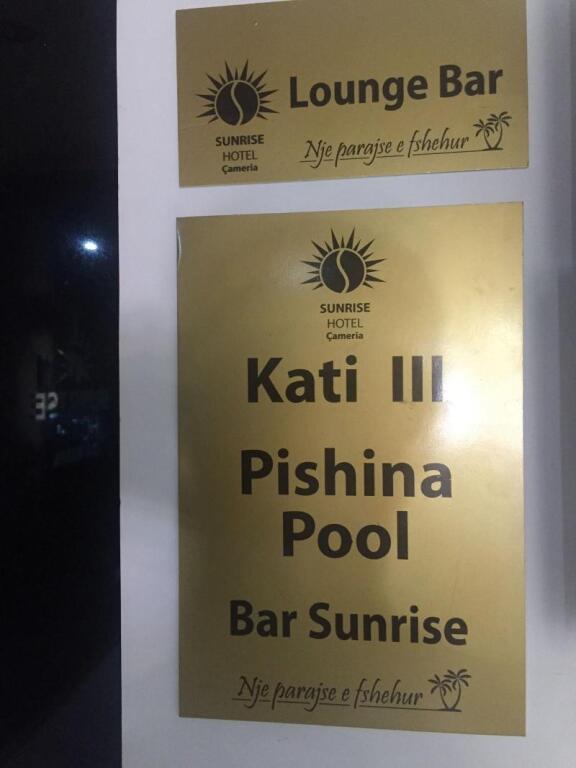 Lounge Bar
SUNRISE
HOTEL
Çameria
Nje parajse e fshehur
SUNRISE
HOTEL
Çameria
Kati III
Pishina
Pool
Bar Sunrise
Nje parajse e fshehur